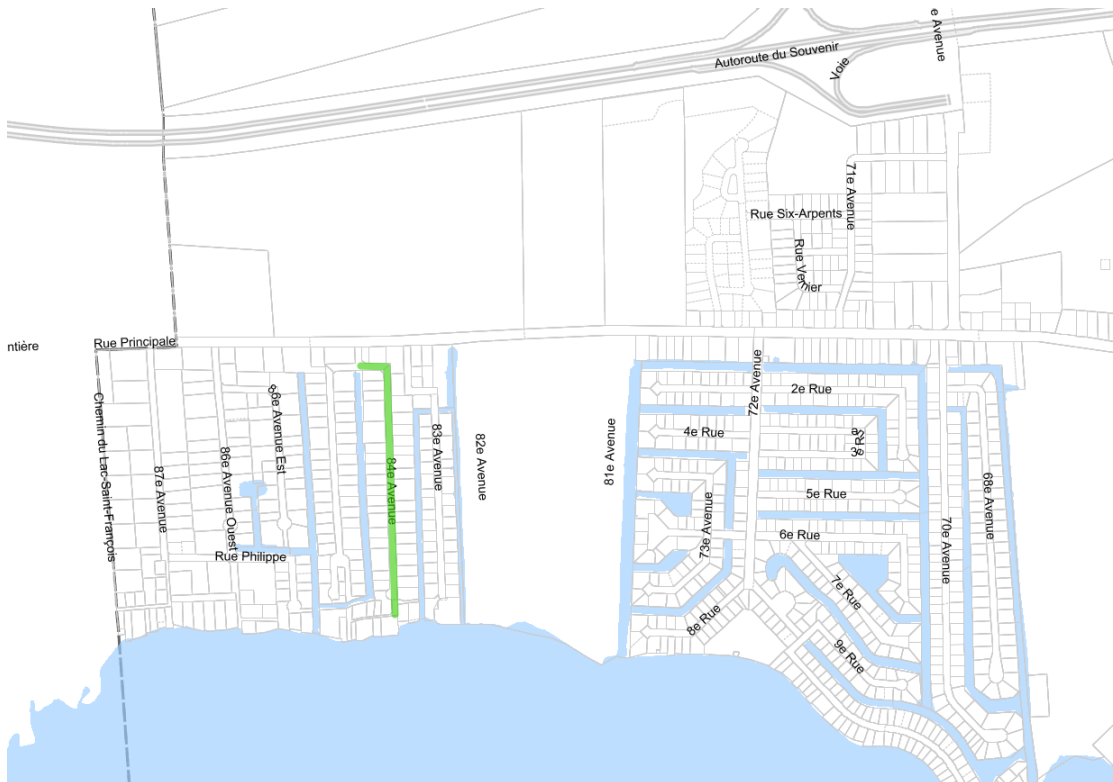 e Avenue
Autoroute du Souvenir
Voie
71e Avenue
Rue Six-Arpents
Rue Vernier
Rue Principale
ntière
72e Avenue
2e Rue
86e Avenue Est
Chemin du Lac-Saint-François
87e Avenue
86e Avenue Ouest
84e Avenue
83e Avenue
82e Avenue
81e Avenue
4e Rue
3e Rue
68e Avenue
5e Rue
70e Avenue
73e Avenue
6e Rue
Rue Philippe
7e Rue
8e Rue
9e Rue